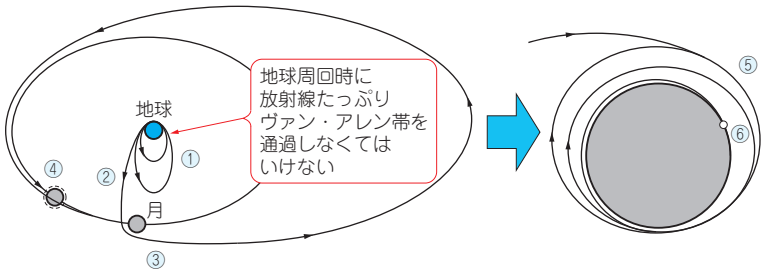 地球
地球周回時に
放射線たっぷり
ヴァン・アレン帯を
通過しなくては
いけない
①
②
④
月
③
⑤
⑥